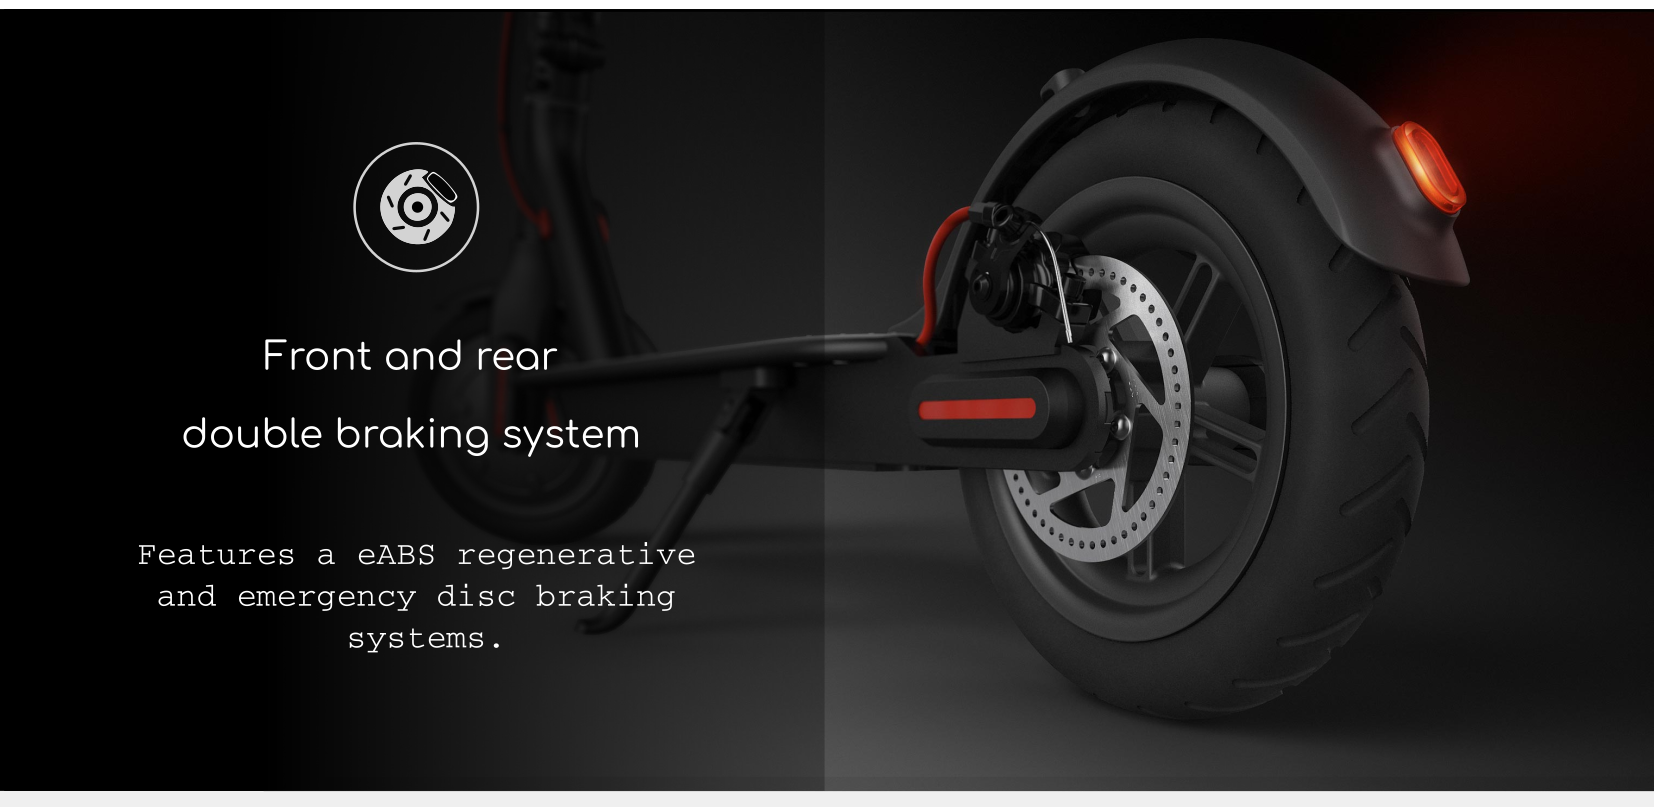 Front and rear
double braking system
Features a eABS regenerative
and emergency disc braking
systems.